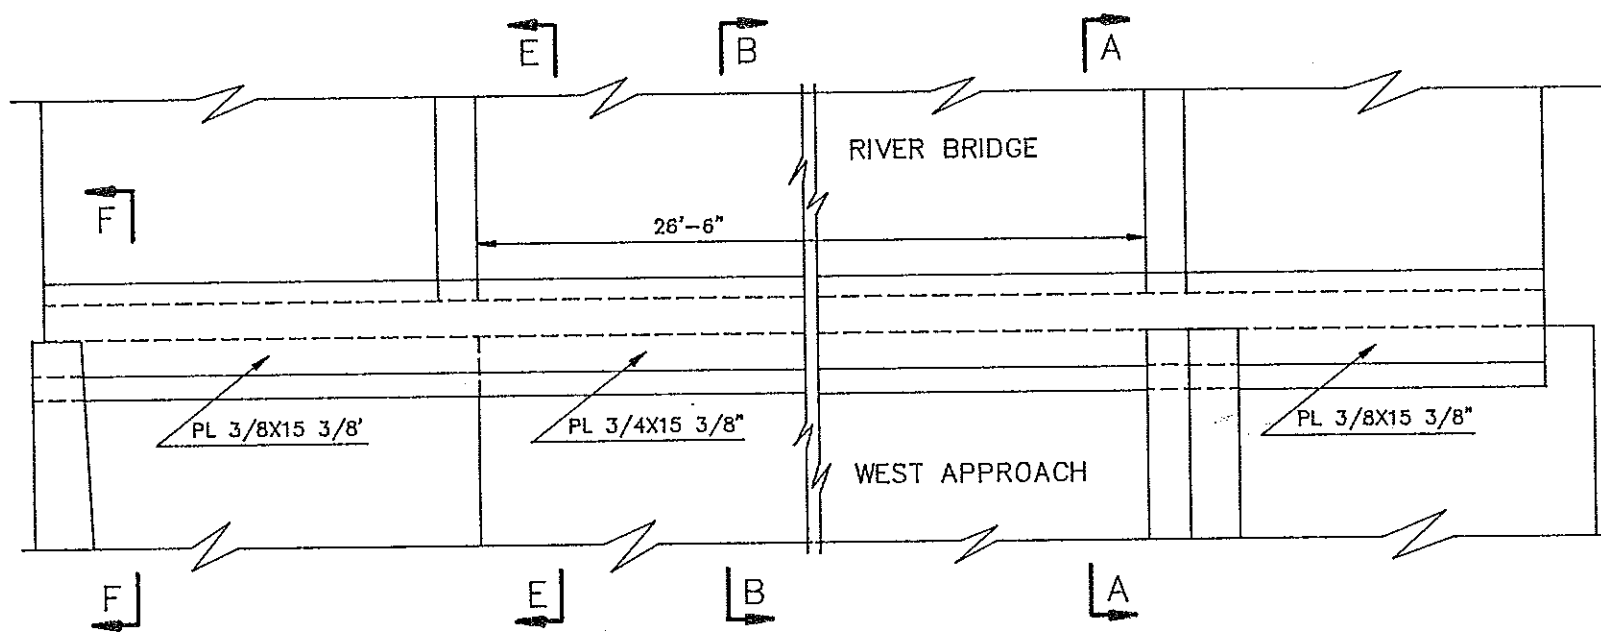 E B A
RIVER BRIDGE
F
26'-6"
PL 3/8X15 3/8'
PL 3/4X15 3/8"
PL 3/8X15 3/8"
WEST APPROACH
F E B A